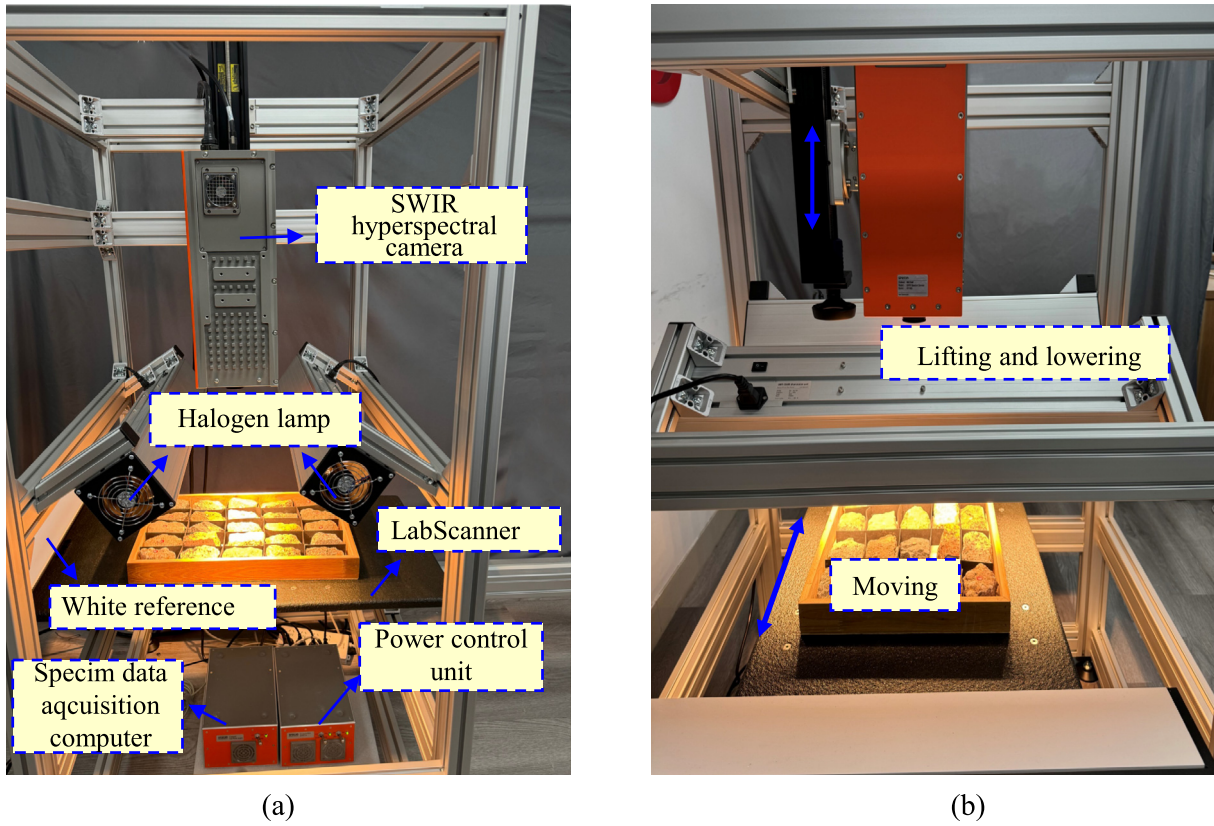 SWIR
hyperspectral
camera
Halogen lamp
LabScanner
White reference
Power control
unit
Specim data
aqcuisition
computer
(a)
Lifting and lowering
Moving
(b)